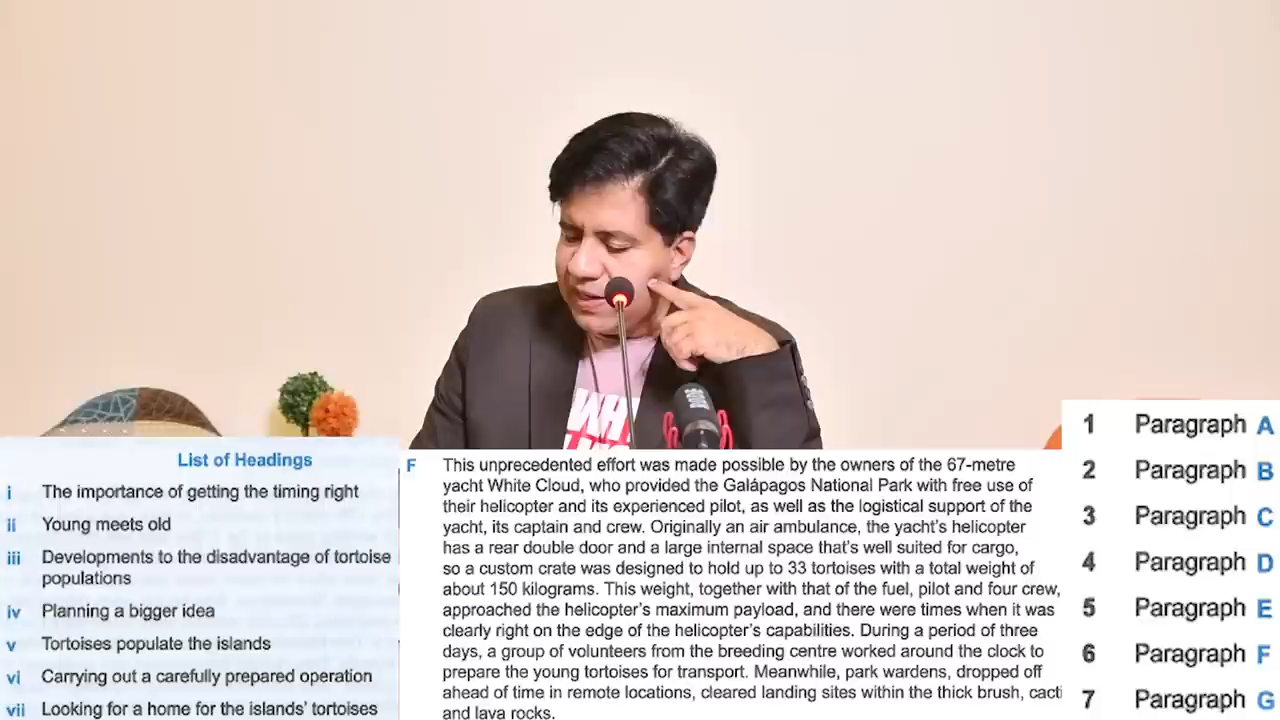 WH
List of Headings
i The importance of getting the timing right
ii Young meets old
iii Developments to the disadvantage of tortoise
populations
iv Planning a bigger idea
v Tortoises populate the islands
vi Carrying out a carefully prepared operation
vii Looking for a home for the islands' tortoises
F This unprecedented effort was made possible by the owners of the 67-metre
yacht White Cloud, who provided the Galápagos National Park with free use of
their helicopter and its experienced pilot, as well as the logistical support of the
yacht, its captain and crew. Originally an air ambulance, the yacht's helicopter
has a rear double door and a large internal space that's well suited for cargo,
so a custom crate was designed to hold up to 33 tortoises with a total weight of
about 150 kilograms. This weight, together with that of the fuel, pilot and four crew,
approached the helicopter's maximum payload, and there were times when it was
clearly right on the edge of the helicopter's capabilities. During a period of three
days, a group of volunteers from the breeding centre worked around the clock to
prepare the young tortoises for transport. Meanwhile, park wardens, dropped off
ahead of time in remote locations, cleared landing sites within the thick brush, cacti
and lava rocks.
1 Paragraph A
2 Paragraph B
3 Paragraph C
4 Paragraph D
5 Paragraph E
6 Paragraph F
7 Paragraph G